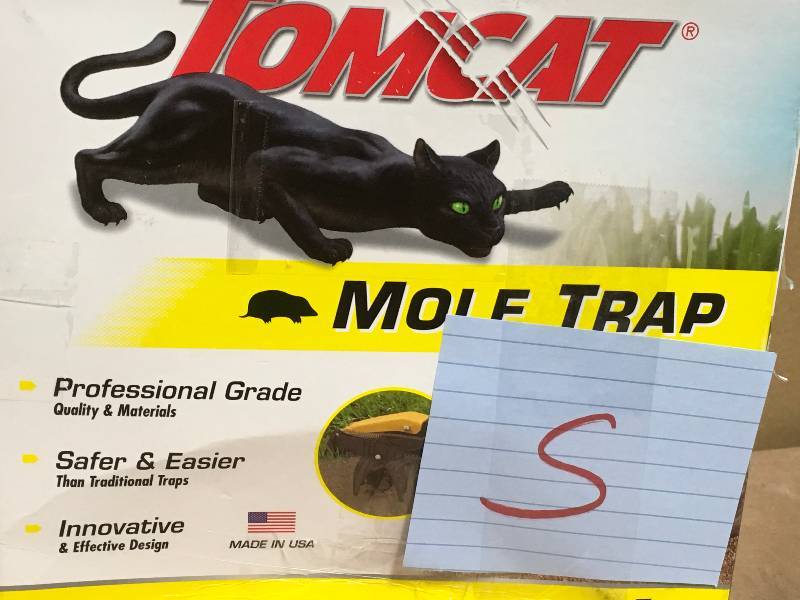 TOMCAT®
MOLE TRAP
Professional Grade
Quality & Materials
Safer & Easier
Than Traditional Traps
Innovative
& Effective Design
MADE IN USA
S